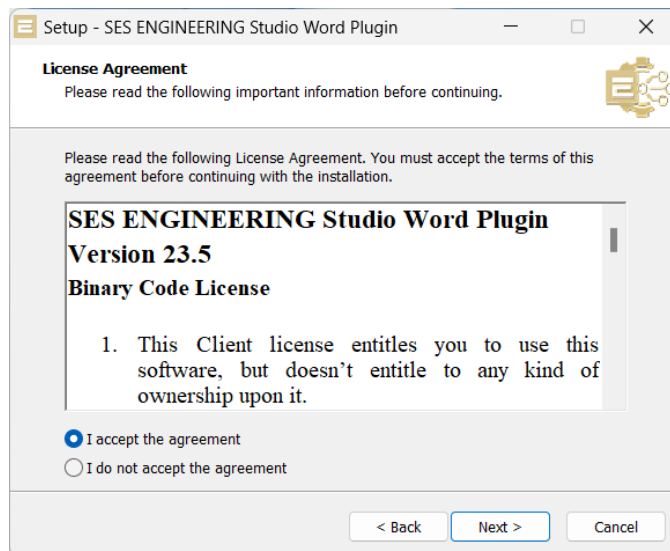 Setup - SES ENGINEERING Studio Word Plugin
License Agreement
Please read the following important information before continuing.
Please read the following License Agreement. You must accept the terms of this
agreement before continuing with the installation.
SES ENGINEERING Studio Word Plugin
Version 23.5
Binary Code License
1. This Client license entitles you to use this
software, but doesn’t entitle to any kind of
ownership upon it.
I accept the agreement
I do not accept the agreement
< Back Next > Cancel